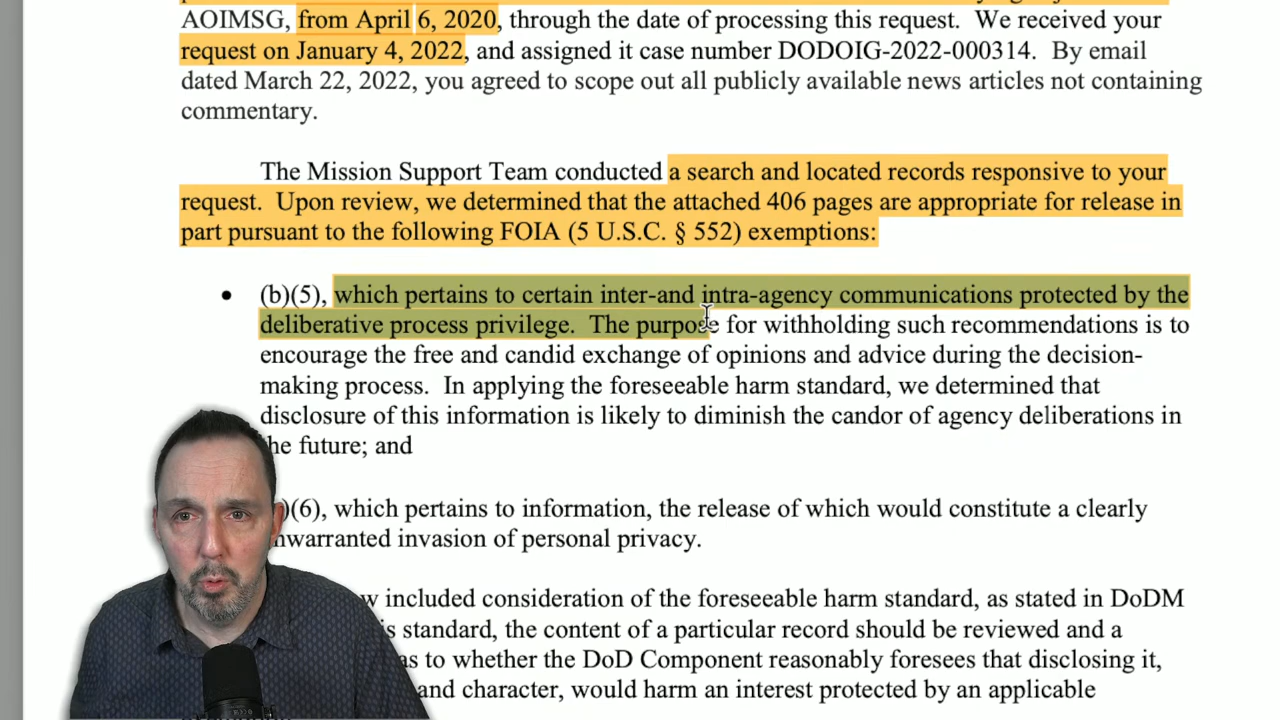 AOIMSG, from April 6, 2020, through the date of processing this request. We received your
request on January 4, 2022, and assigned it case number DODOIG-2022-000314. By email
dated March 22, 2022, you agreed to scope out all publicly available news articles not containing
commentary.
The Mission Support Team conducted a search and located records responsive to your
request. Upon review, we determined that the attached 406 pages are appropriate for release in
part pursuant to the following FOIA (5 U.S.C. § 552) exemptions:
• (b)(5), which pertains to certain inter-and intra-agency communications protected by the
deliberative process privilege. The purpose for withholding such recommendations is to
encourage the free and candid exchange of opinions and advice during the decision-
making process. In applying the foreseeable harm standard, we determined that
disclosure of this information is likely to diminish the candor of agency deliberations in
the future; and
)(6), which pertains to information, the release of which would constitute a clearly
unwarranted invasion of personal privacy.
w included consideration of the foreseeable harm standard, as stated in DoDM
is standard, the content of a particular record should be reviewed and a
as to whether the DoD Component reasonably foresees that disclosing it,
and character, would harm an interest protected by an applicable